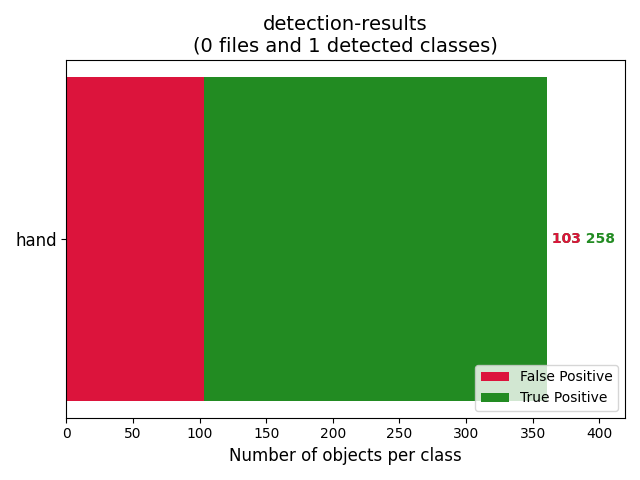 detection-results
(0 files and 1 detected classes)
hand
103 258
False Positive
True Positive
0 50 100 150 200 250 300 350 400
Number of objects per class